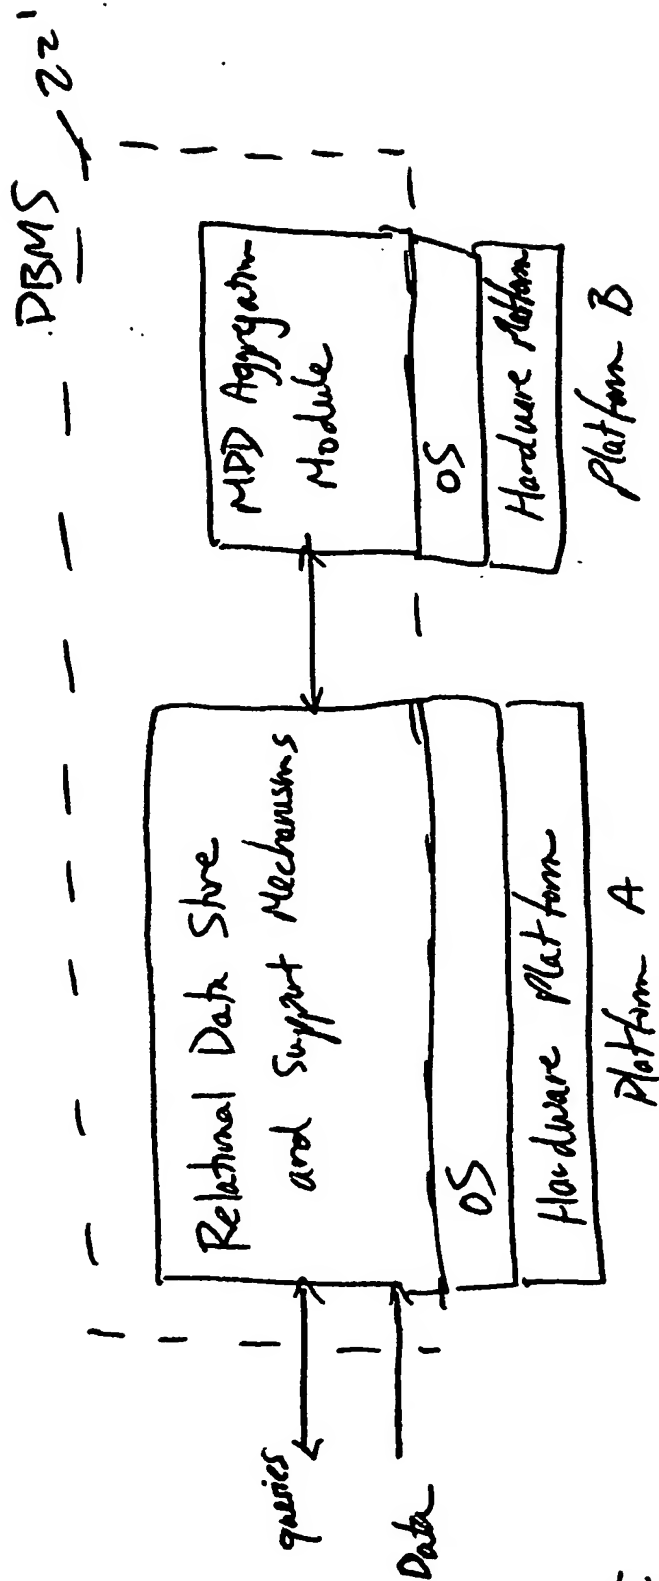 DBMS 22'
queries
Data
Relational Data Store
and Support Mechanisms
OS
Hardware Platform
Platform A
MDD Aggregation
Module
OS
Hardware Platform
Platform B